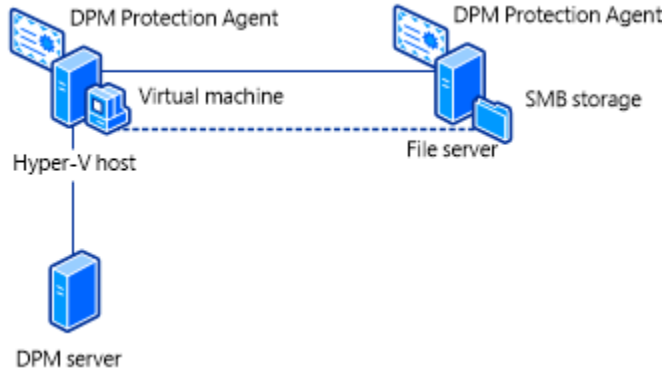 DPM Protection Agent
DPM Protection Agent
Virtual machine
SMB storage
File server
Hyper-V host
DPM server